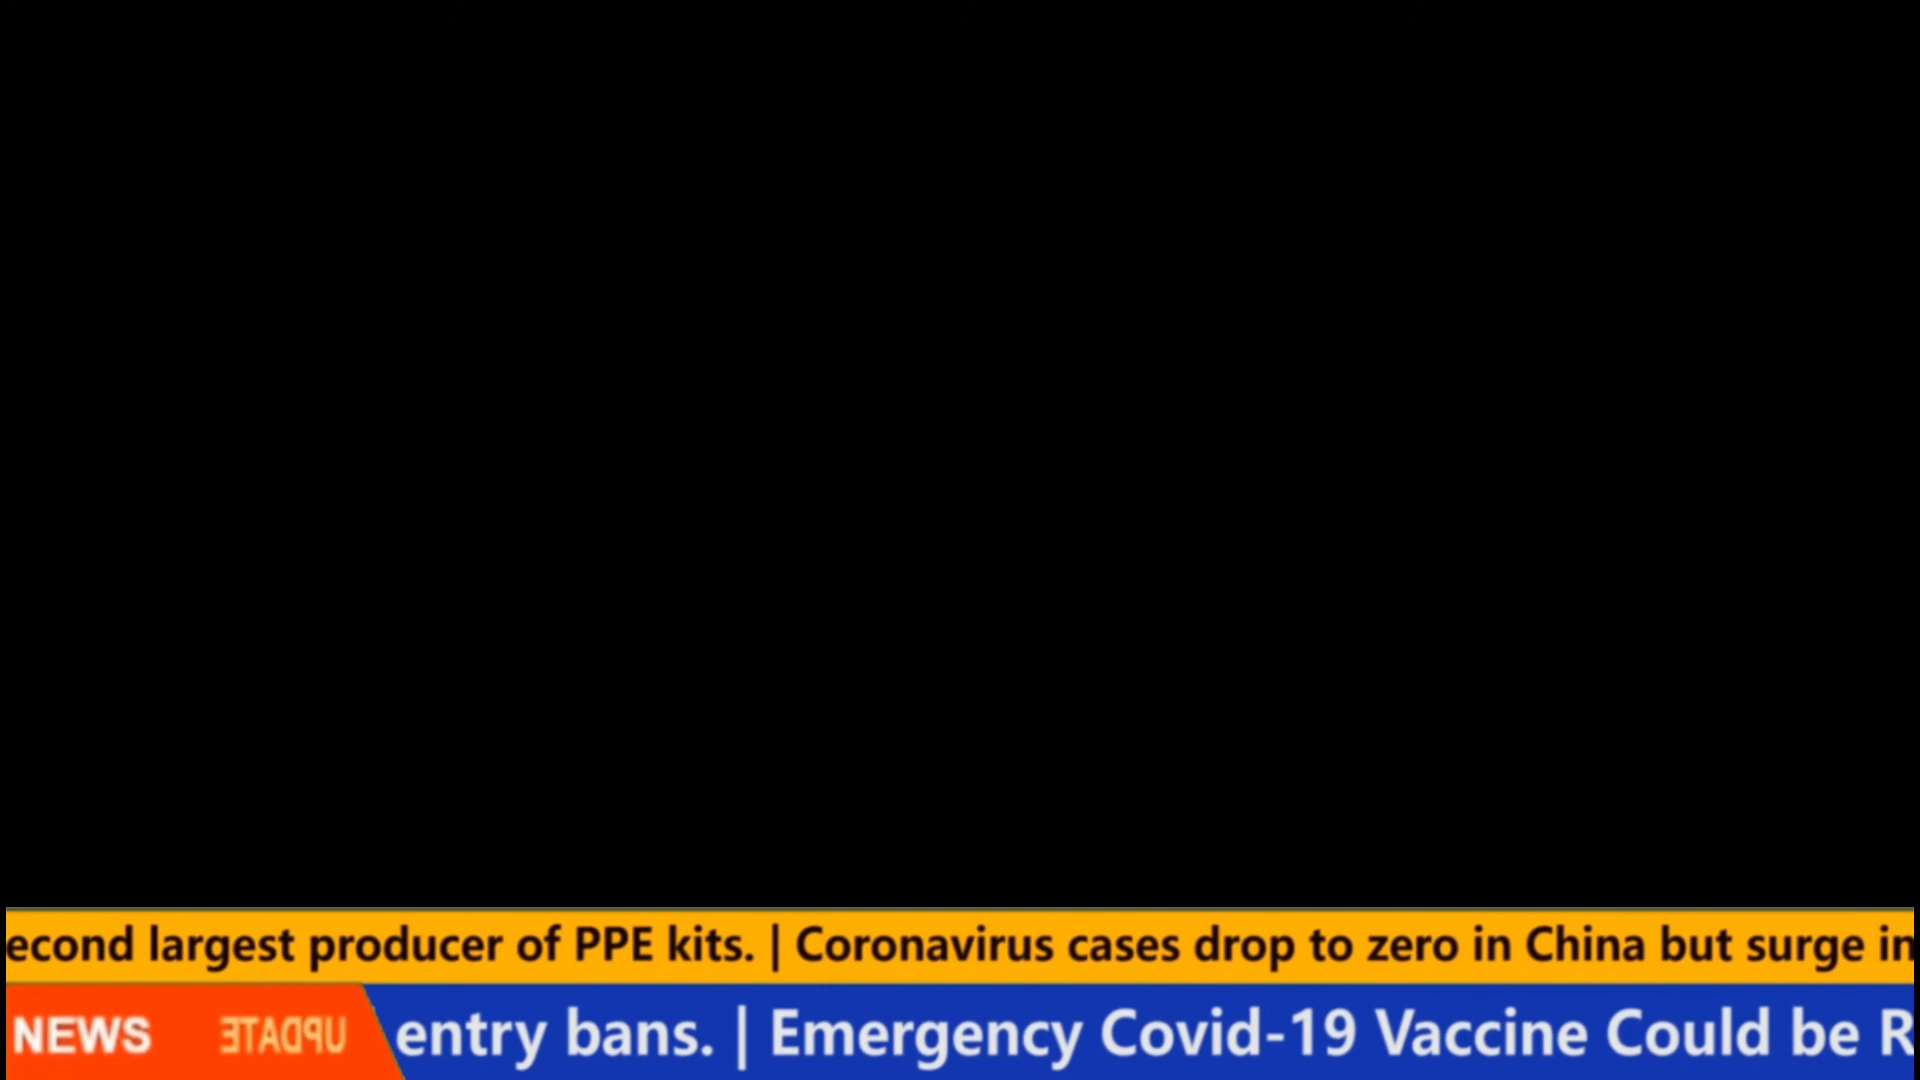 econd largest producer of PPE kits. | Coronavirus cases drop to zero in China but surge in
NEWS UPDATE entry bans. | Emergency Covid-19 Vaccine Could be R